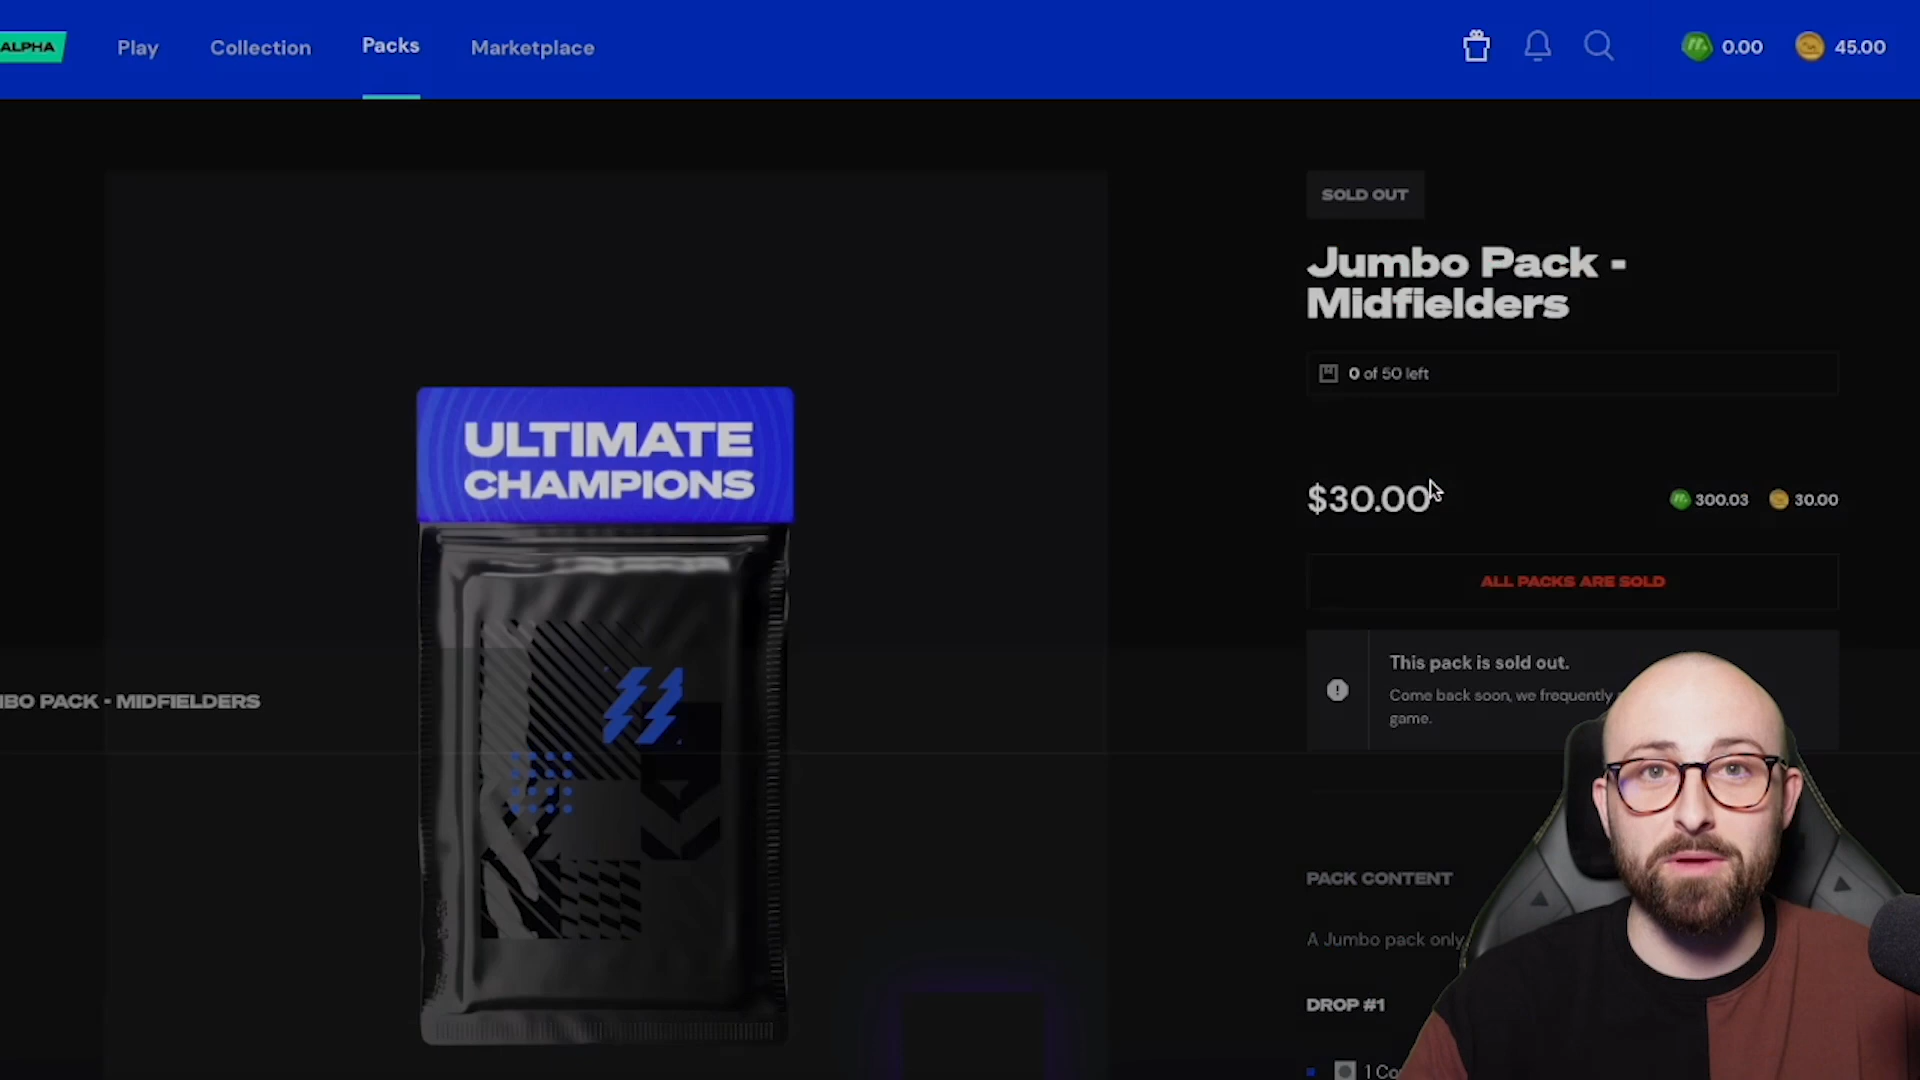 ALPHA
Play
Collection
Packs
Marketplace
0.00
45.00
SOLD OUT
Jumbo Pack -
Midfielders
0 of 50 left
$30.00
300.03
30.00
ALL PACKS ARE SOLD
ULTIMATE
CHAMPIONS
This pack is sold out.
Come back soon, we frequently
game.
PACK - MIDFIELDERS
PACK CONTENT
A Jumbo pack only
DROP #1
1